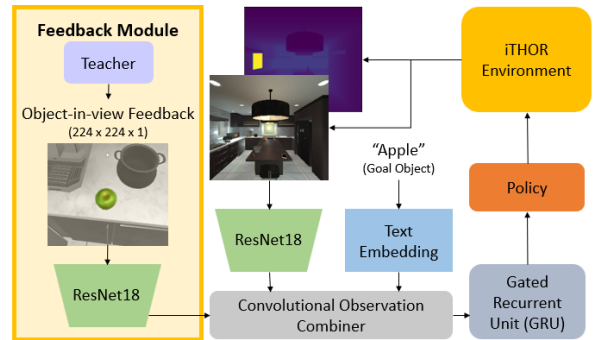 Feedback Module
Teacher
Object-in-view Feedback
(224 x 224 x 1)
ResNet18
ResNet18
“Apple”
(Goal Object)
Text
Embedding
Convolutional Observation
Combiner
Gated
Recurrent
Unit (GRU)
Policy
iTHOR
Environment